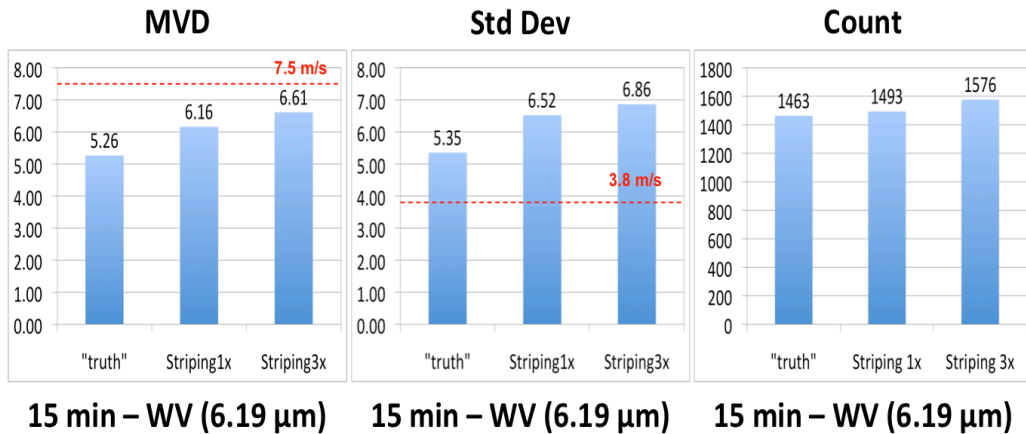 MVD
Std Dev
Count
8.00
7.00
6.00
5.00
4.00
3.00
2.00
1.00
0.00
7.5 m/s
5.26
6.16
6.61
"truth"
Striping1x
Striping3x
8.00
7.00
6.00
5.00
4.00
3.00
2.00
1.00
0.00
5.35
6.52
6.86
3.8 m/s
"truth"
Striping1x
Striping3x
1800
1600
1400
1200
1000
800
600
400
200
0
1463
1493
1576
"truth"
Striping 1x
Striping 3x
15 min – WV (6.19 µm)
15 min – WV (6.19 µm)
15 min – WV (6.19 µm)